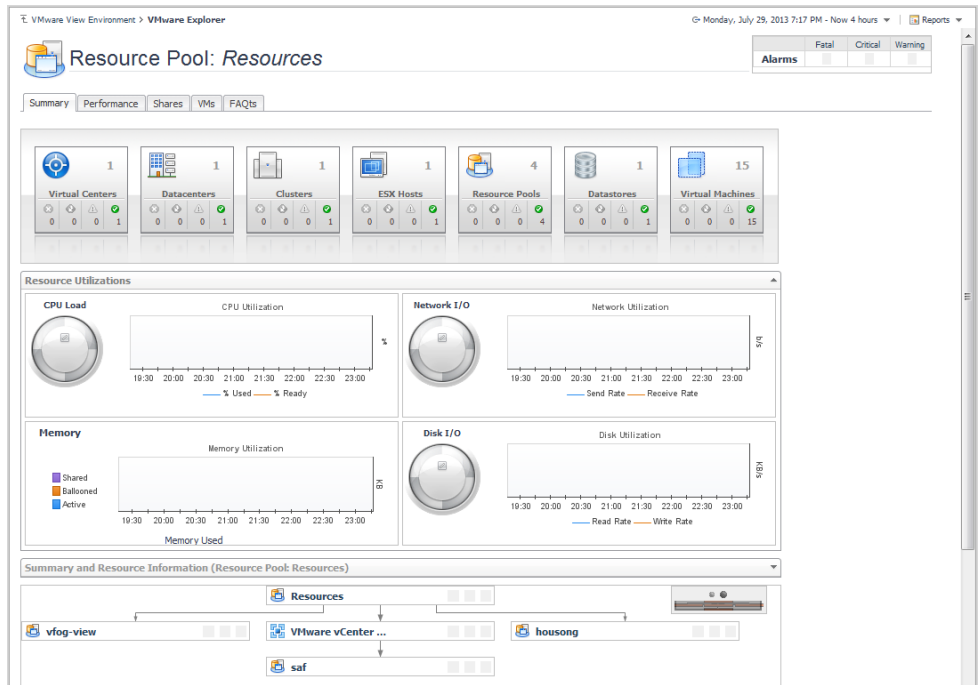 VMware View Environment > VMware Explorer
Monday, July 29, 2013 7:17 PM - Now 4 hours
Reports
Resource Pool: Resources
Fatal Critical Warning
Alarms
Summary Performance Shares VMs FAQts
1 1 1 1 4 1 15
Virtual Centers Datacenters Clusters ESX Hosts Resource Pools Datastores Virtual Machines
0 0 0 1 0 0 0 1 0 0 0 1 0 0 0 1 0 0 0 4 0 0 0 1 0 0 0 15
Resource Utilizations
CPU Load
CPU Utilization
%
19:30 20:00 20:30 21:00 21:30 22:00 22:30 23:00
% Used % Ready
Network I/O
Network Utilization
b/s
19:30 20:00 20:30 21:00 21:30 22:00 22:30 23:00
Send Rate Receive Rate
Memory
Memory Utilization
Shared
Ballooned
Active
KB
19:30 20:00 20:30 21:00 21:30 22:00 22:30 23:00
Memory Used
Disk I/O
Disk Utilization
KB/s
19:30 20:00 20:30 21:00 21:30 22:00 22:30 23:00
Read Rate Write Rate
Summary and Resource Information (Resource Pool: Resources)
Resources
vfog-view
VMware vCenter ...
housong
saf